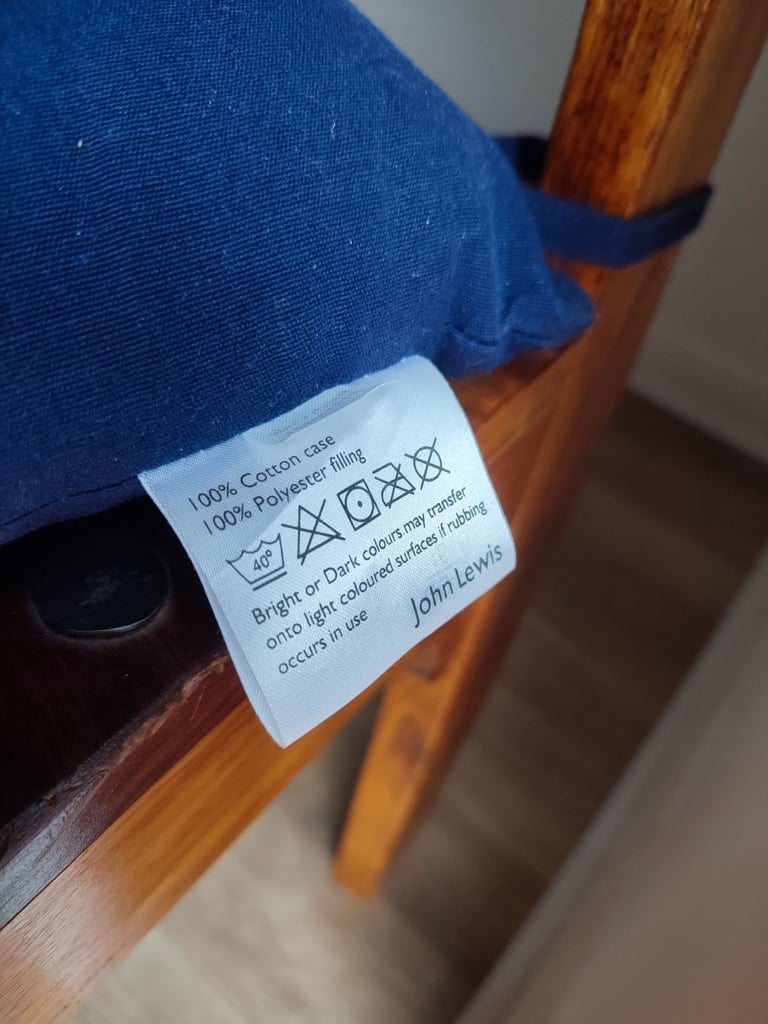 100% Cotton case
100% Polyester filling
40°
Bright or Dark colours may transfer
onto light coloured surfaces if rubbing
occurs in use
John Lewis